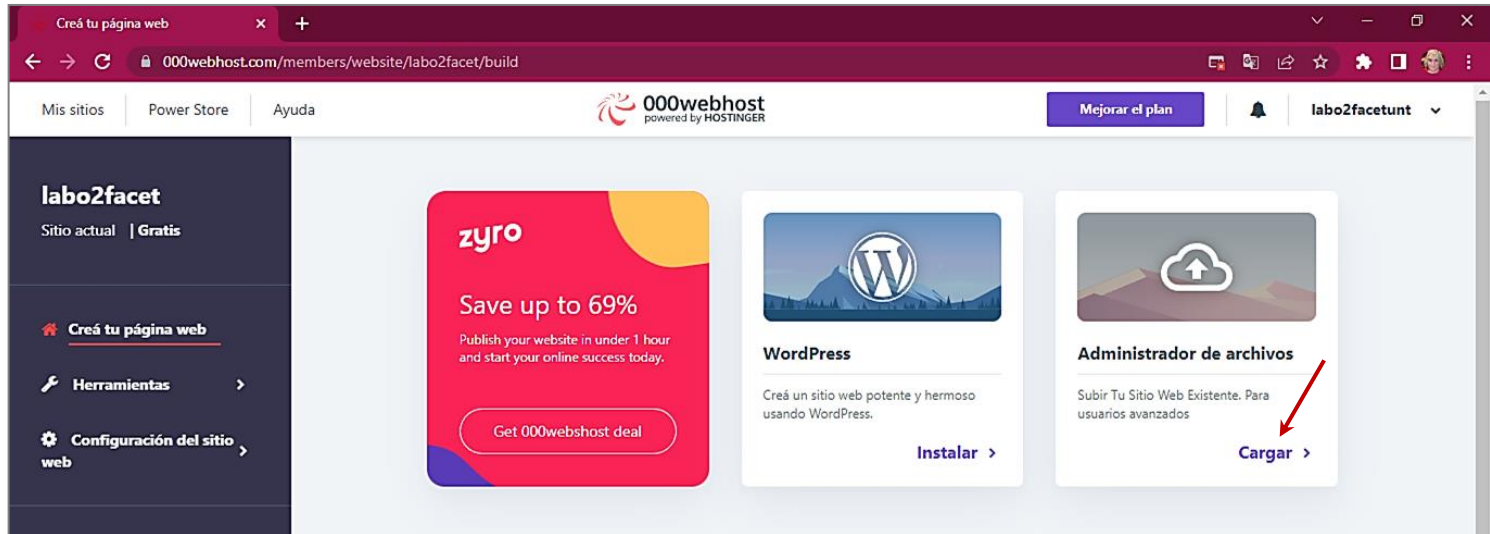 Creá tu página web
000webhost.com/members/website/labo2facet/build
Mis sitios
Power Store
Ayuda
000webhost
powered by HOSTINGER
Mejorar el plan
labo2facetunt
labo2facet
Sitio actual | Gratis
Creá tu página web
Herramientas
Configuración del sitio
web
zyro
Save up to 69%
Publish your website in under 1 hour
and start your online success today.
Get 000webshost deal
WordPress
Creá un sitio web potente y hermoso
usando WordPress.
Instalar
Administrador de archivos
Subir Tu Sitio Web Existente. Para
usuarios avanzados
Cargar